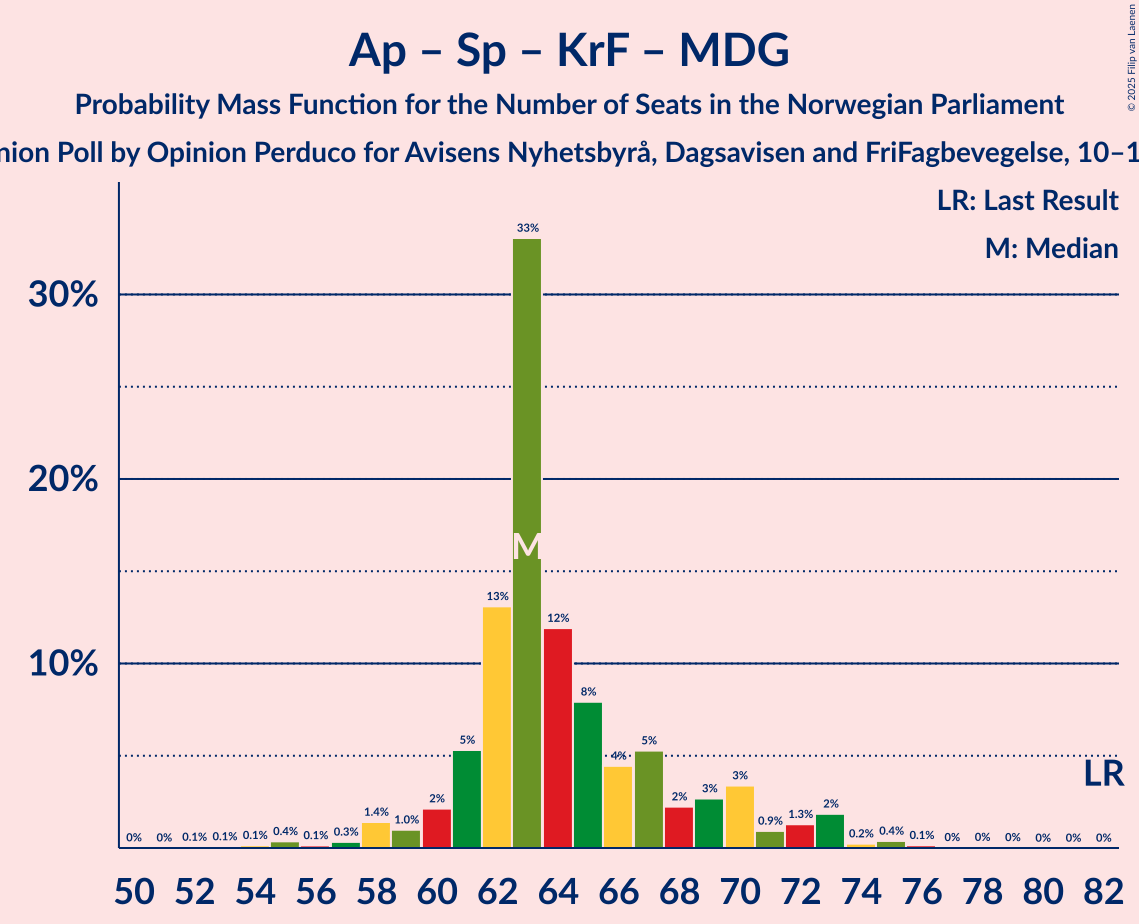 Ap – Sp – KrF – MDG
Probability Mass Function for the Number of Seats in the Norwegian Parliament
nion Poll by Opinion Perduco for Avisens Nyhetsbyrå, Dagsavisen and FriFagbevegelse, 10–1
© 2025 Filip van Laenen
LR: Last Result
M: Median
33%
30%
20%
M
13%
12%
10%
8%
5%
4%
5%
LR
0% 0% 0.1% 0.1% 0.1% 0.4% 0.1% 0.3% 1.4% 1.0% 2% 2% 3% 3% 0.9% 1.3% 2% 0.2% 0.4% 0.1% 0% 0% 0% 0% 0% 0%
50 52 54 56 58 60 62 64 66 68 70 72 74 76 78 80 82